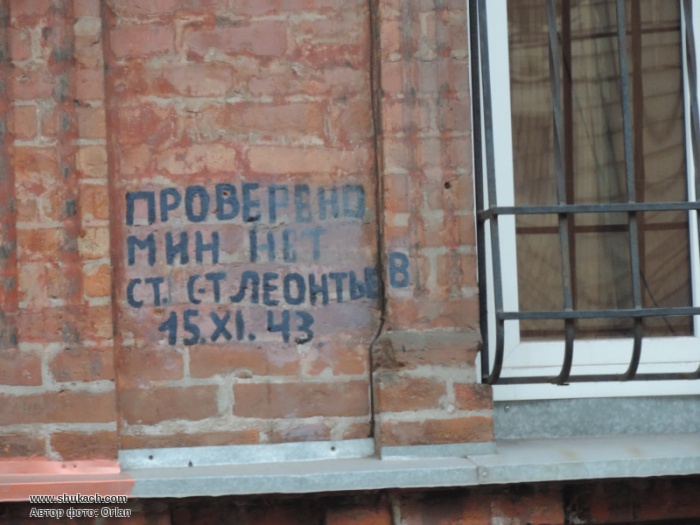 ПРОВЕРЕНО
МИН НЕТ
СТ. С-Т ЛЕОНТЬЕВ
15.XI.43
www.shukach.com
Автор фото: Orlan